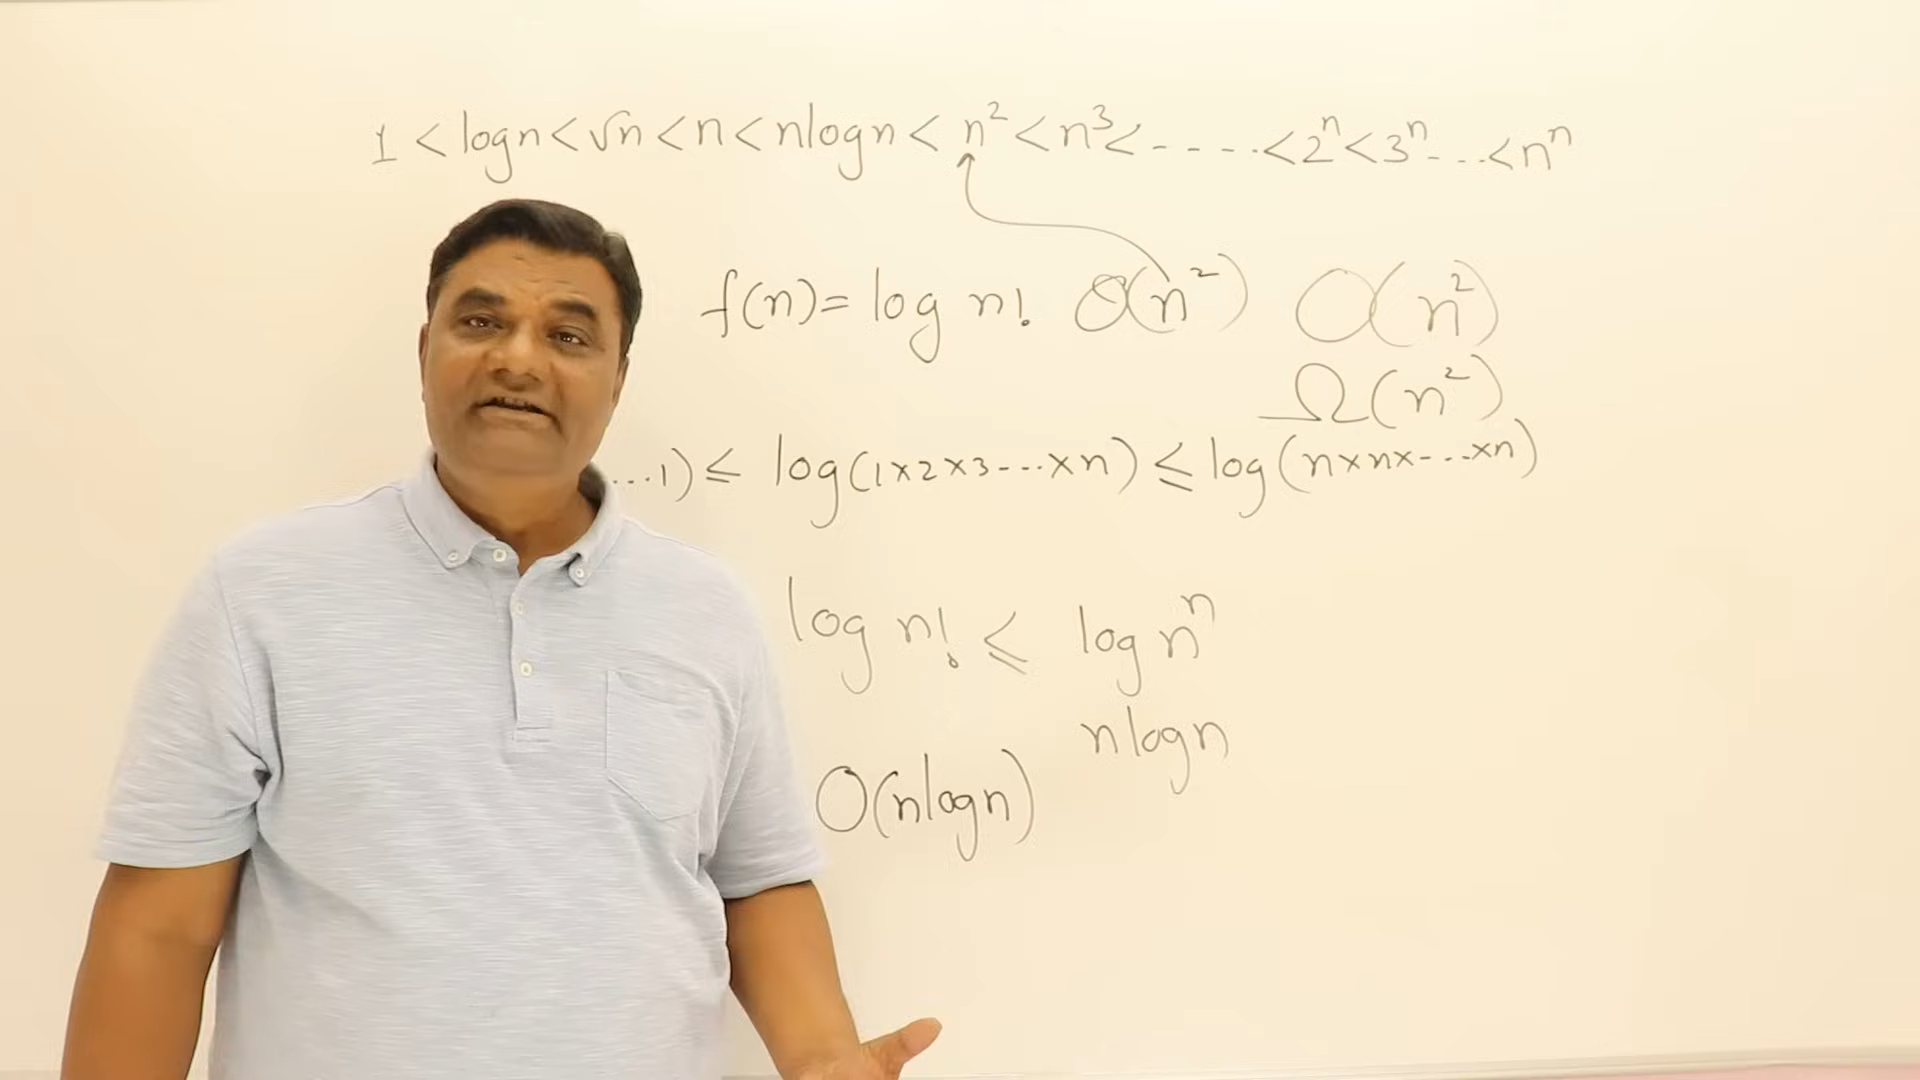 1 < logn < √n < n < nlogn < n² < n³ < - - - - . < 2ⁿ < 3ⁿ - . . . < nⁿ
f(n) = log n! Θ(n²) O(n²)
Ω(n²)
...1) ≤ log(1×2×3-...×n) ≤ log(n×n×-...×n)
log n! ≤ log nⁿ
nlogn
O(nlogn)